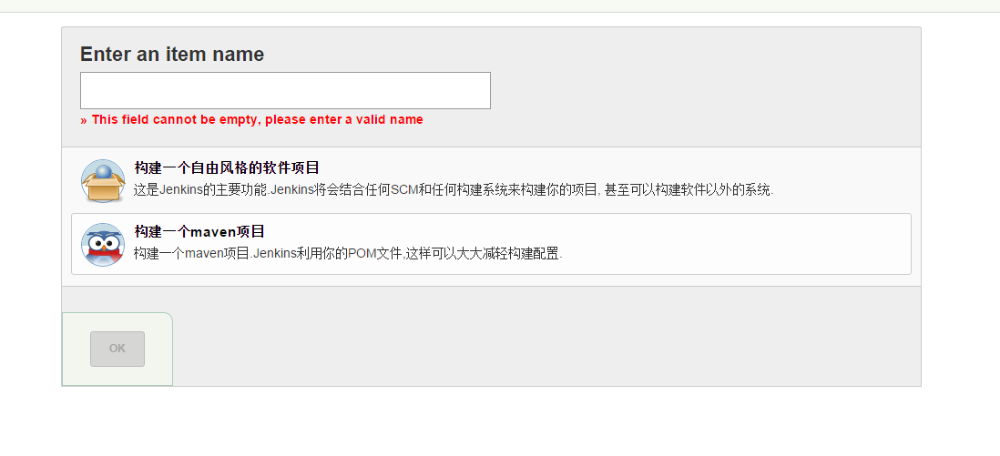 Enter an item name
» This field cannot be empty, please enter a valid name
构建一个自由风格的软件项目
这是Jenkins的主要功能.Jenkins将会结合任何SCM和任何构建系统来构建你的项目, 甚至可以构建软件以外的系统.
构建一个maven项目
构建一个maven项目.Jenkins利用你的POM文件,这样可以大大减轻构建配置.
OK